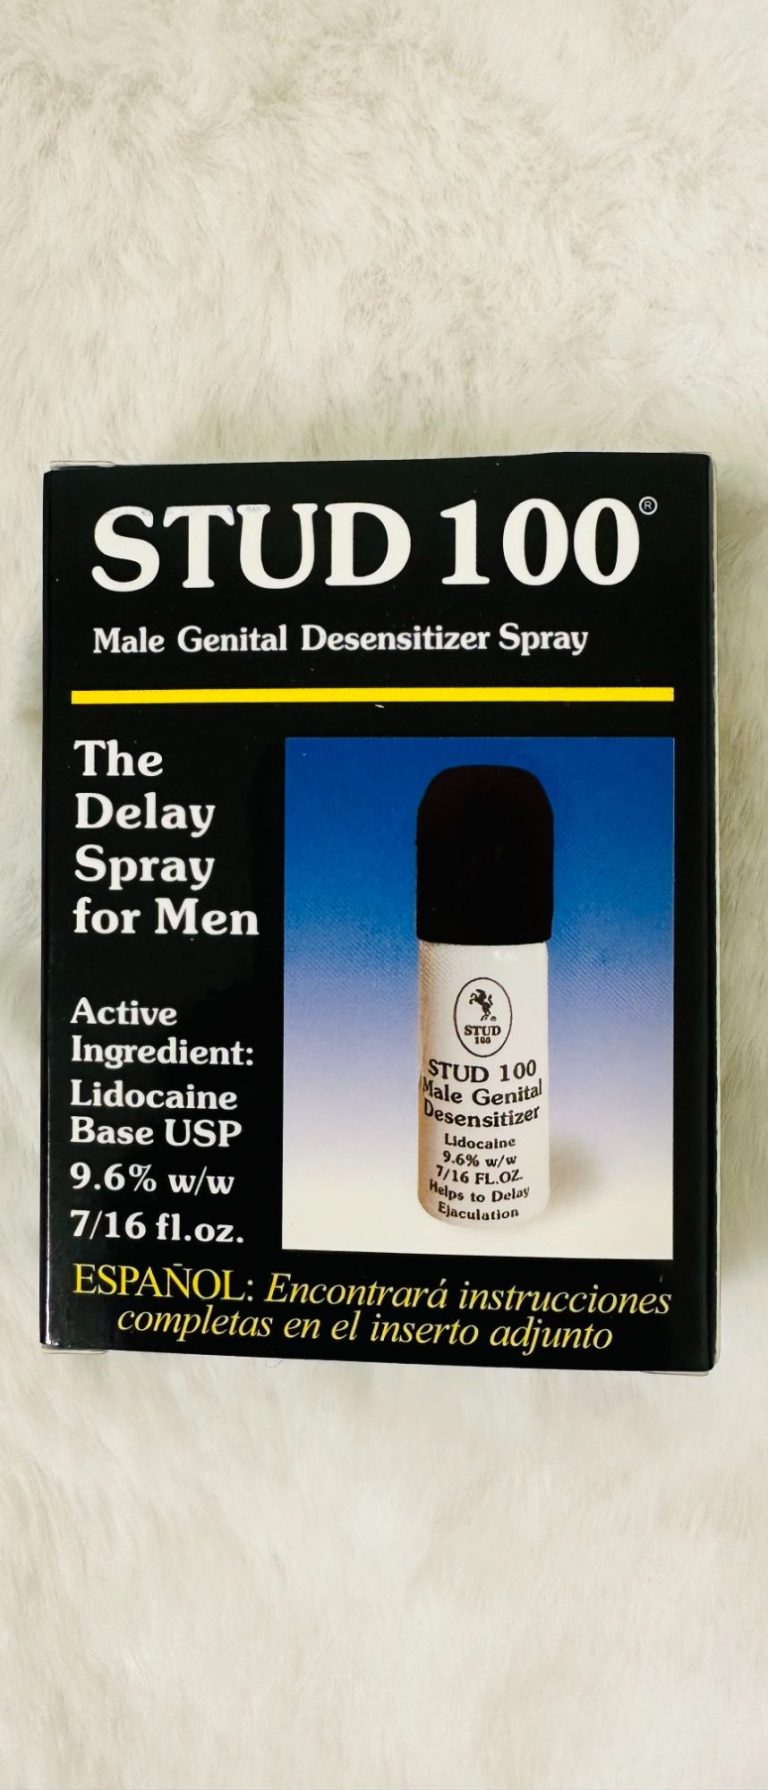 STUD 100®
Male Genital Desensitizer Spray
The
Delay
Spray
for Men
Active
Ingredient:
Lidocaine
Base USP
9.6% w/w
7/16 fl.oz.
STUD
100
STUD 100
Male Genital
Desensitizer
Lidocaine
9.6% w/w
7/16 FL.OZ.
Helps to Delay
Ejaculation
ESPAÑOL: Encontrará instrucciones
completas en el inserto adjunto